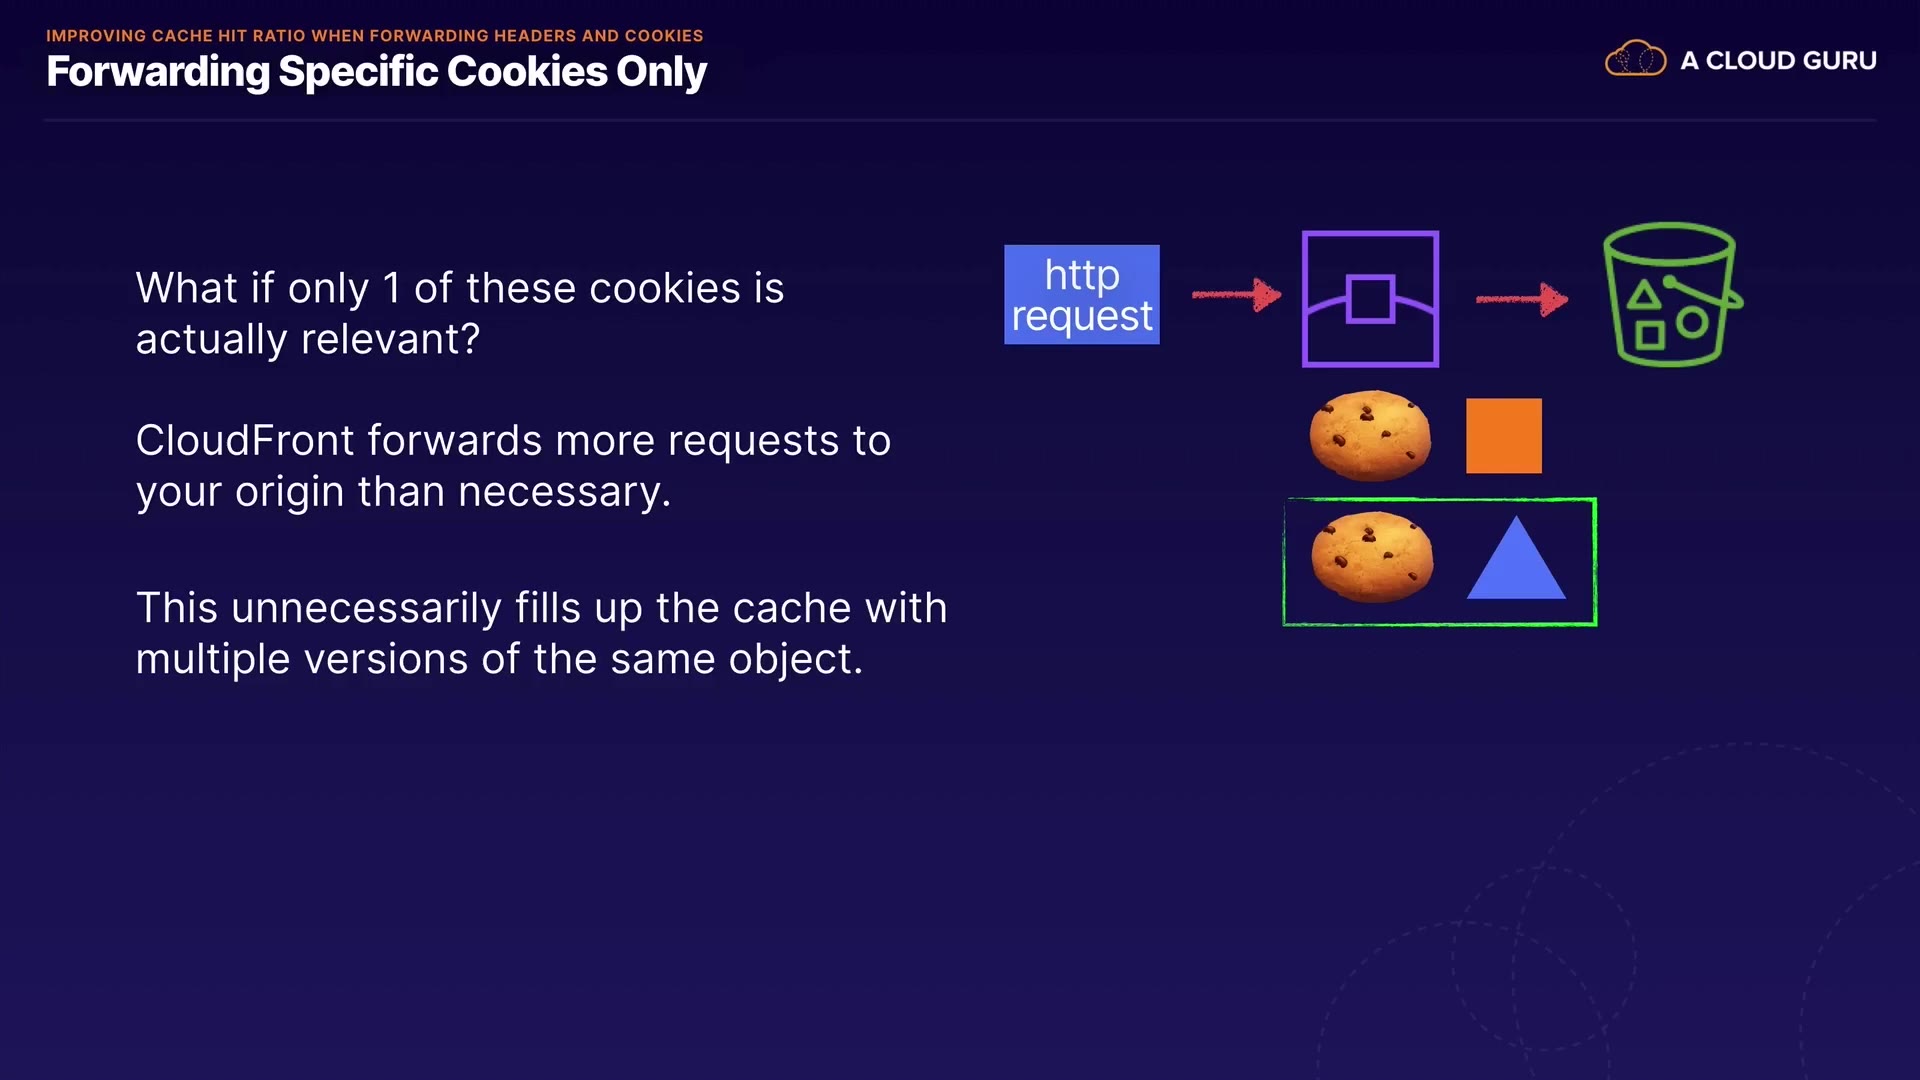 IMPROVING CACHE HIT RATIO WHEN FORWARDING HEADERS AND COOKIES
Forwarding Specific Cookies Only
A CLOUD GURU
What if only 1 of these cookies is
actually relevant?
CloudFront forwards more requests to
your origin than necessary.
This unnecessarily fills up the cache with
multiple versions of the same object.
http
request